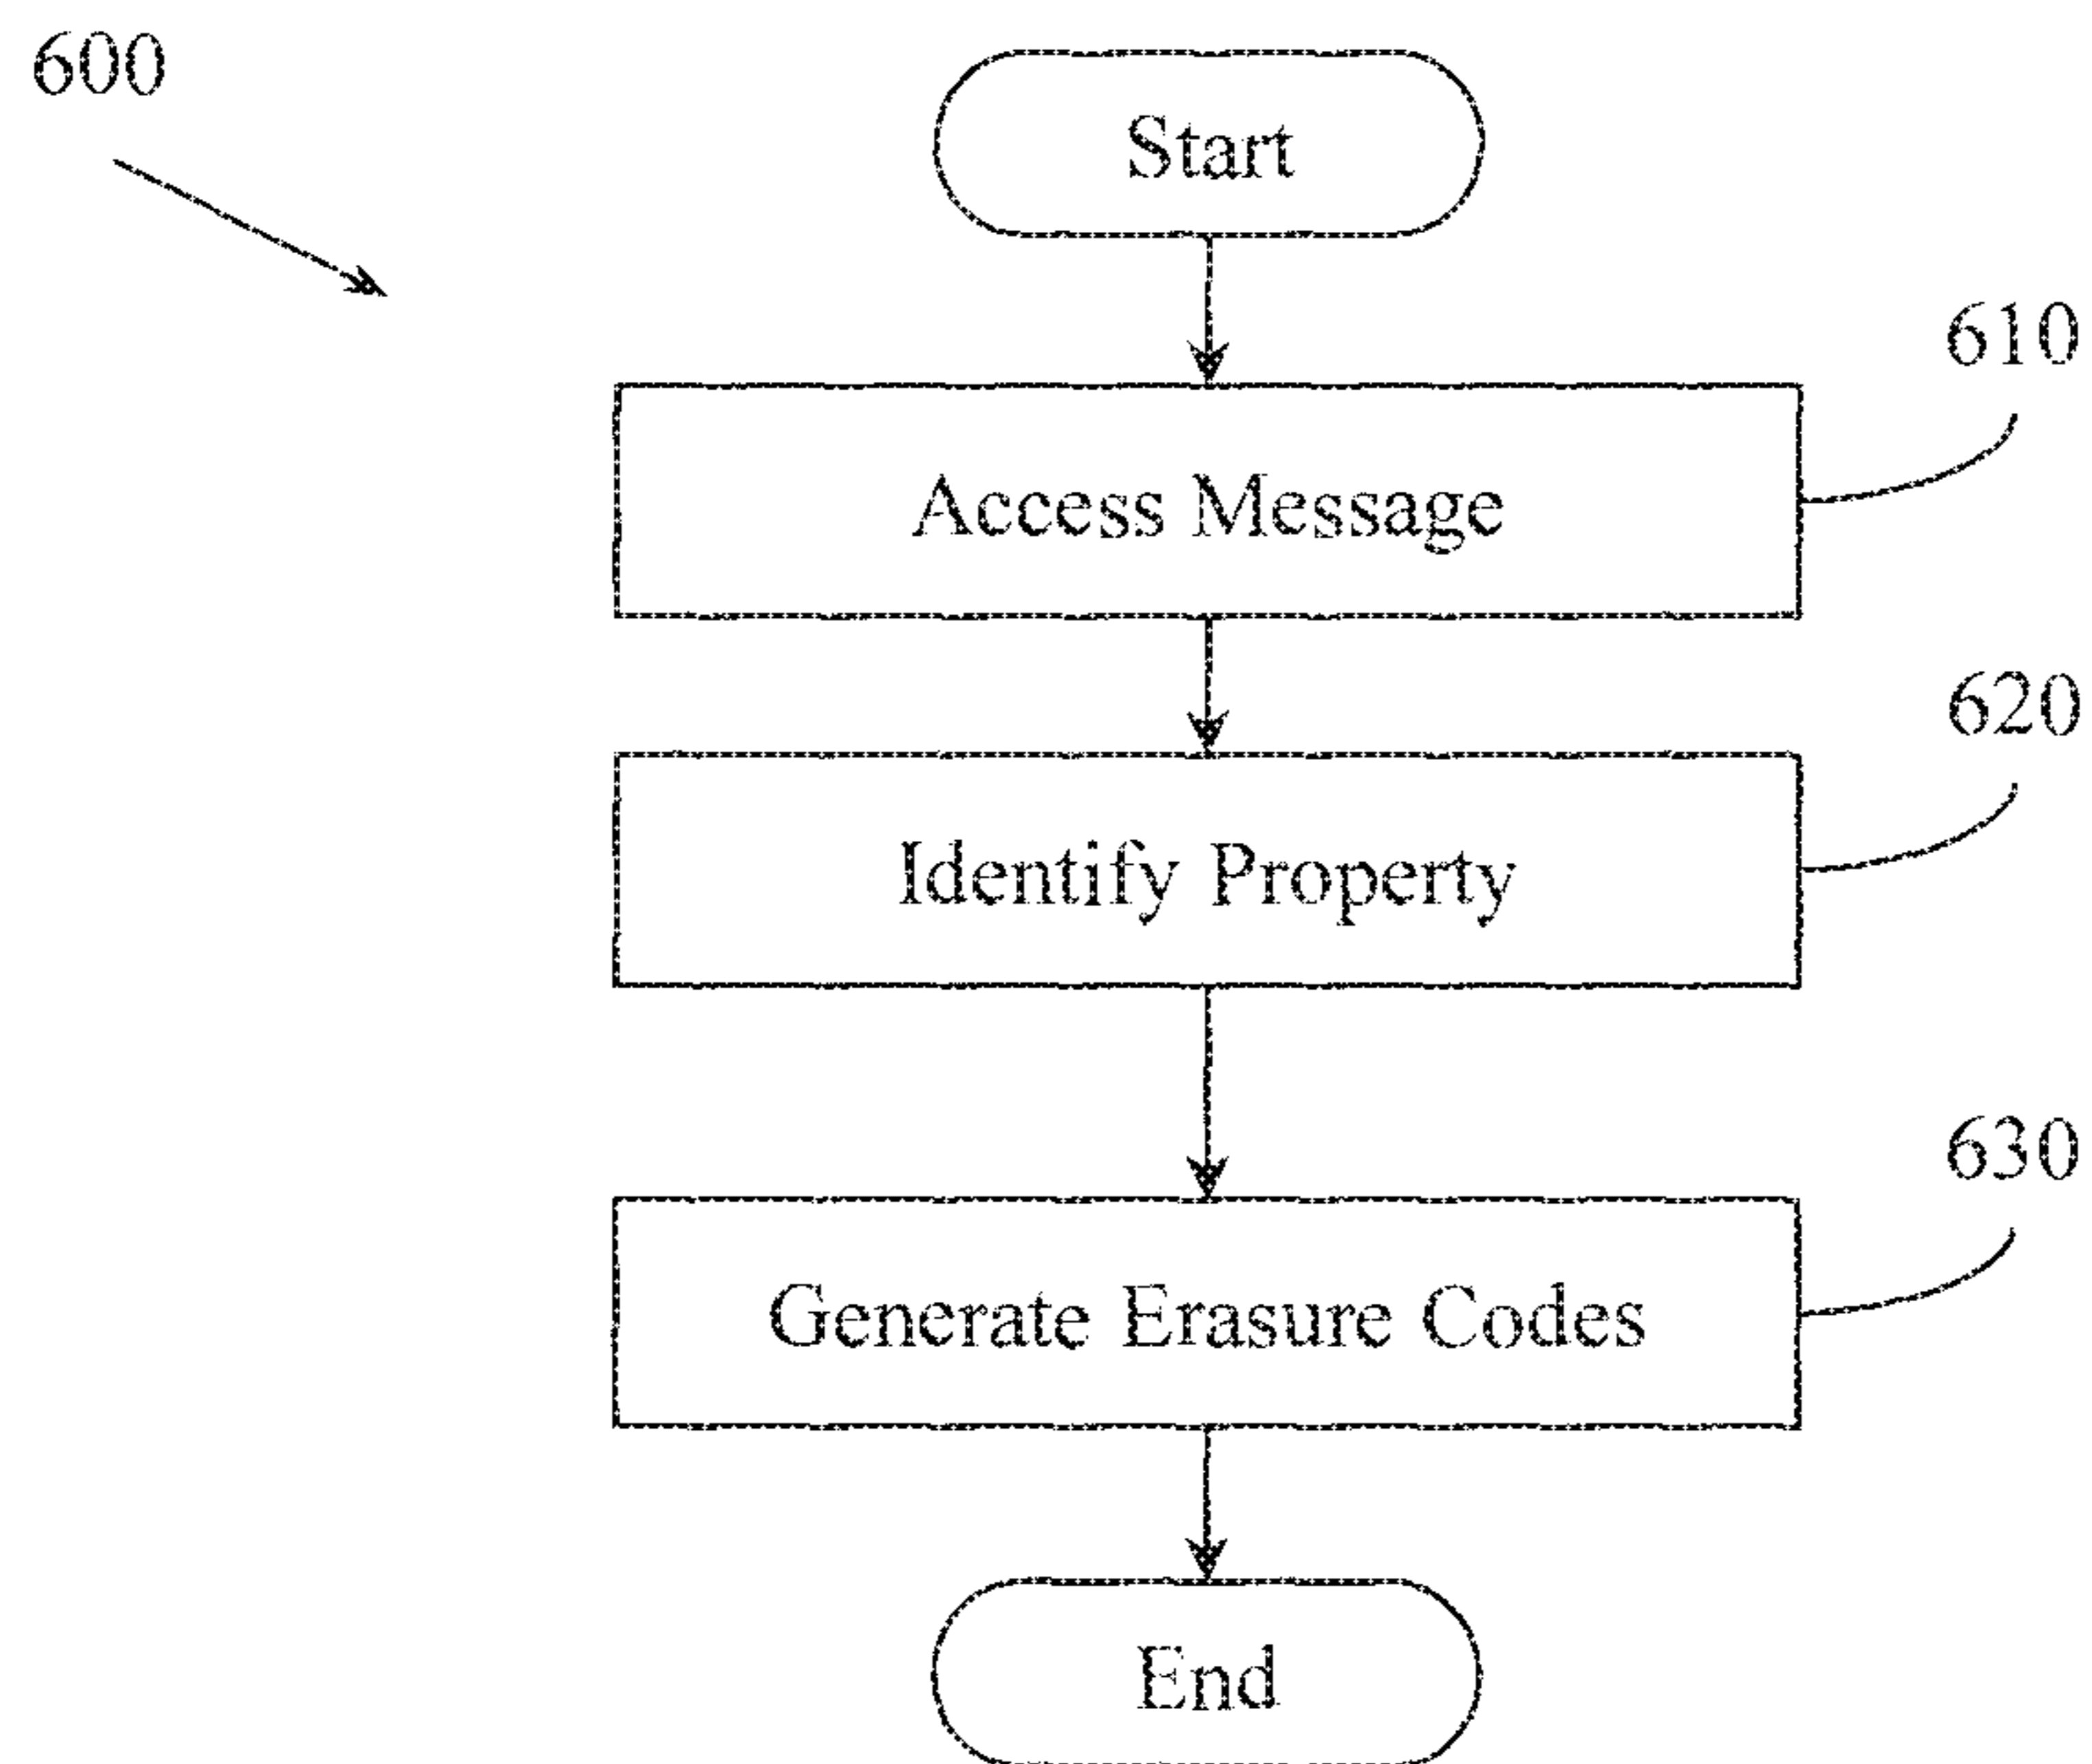 600
Start
610
Access Message
620
Identify Property
630
Generate Erasure Codes
End